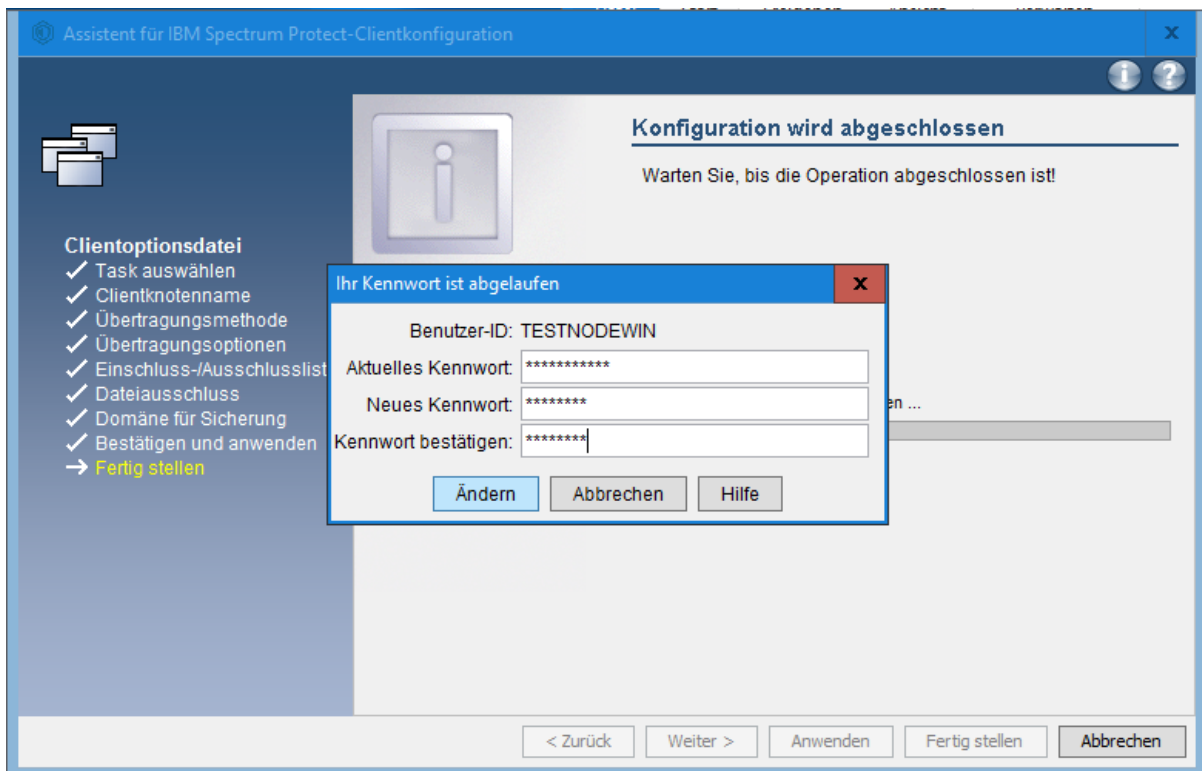 Assistent für IBM Spectrum Protect-Clientkonfiguration
x
i ?
Konfiguration wird abgeschlossen
Warten Sie, bis die Operation abgeschlossen ist!
Clientoptionsdatei
Task auswählen
Clientknotenname
Übertragungsmethode
Übertragungsoptionen
Einschluss-/Ausschlusslist
Dateiausschluss
Domäne für Sicherung
Bestätigen und anwenden
Fertig stellen
Ihr Kennwort ist abgelaufen
x
Benutzer-ID: TESTNODEWIN
Aktuelles Kennwort: ***********
Neues Kennwort: ********
Kennwort bestätigen: ********
Ändern Abbrechen Hilfe
en ...
< Zurück Weiter > Anwenden Fertig stellen Abbrechen